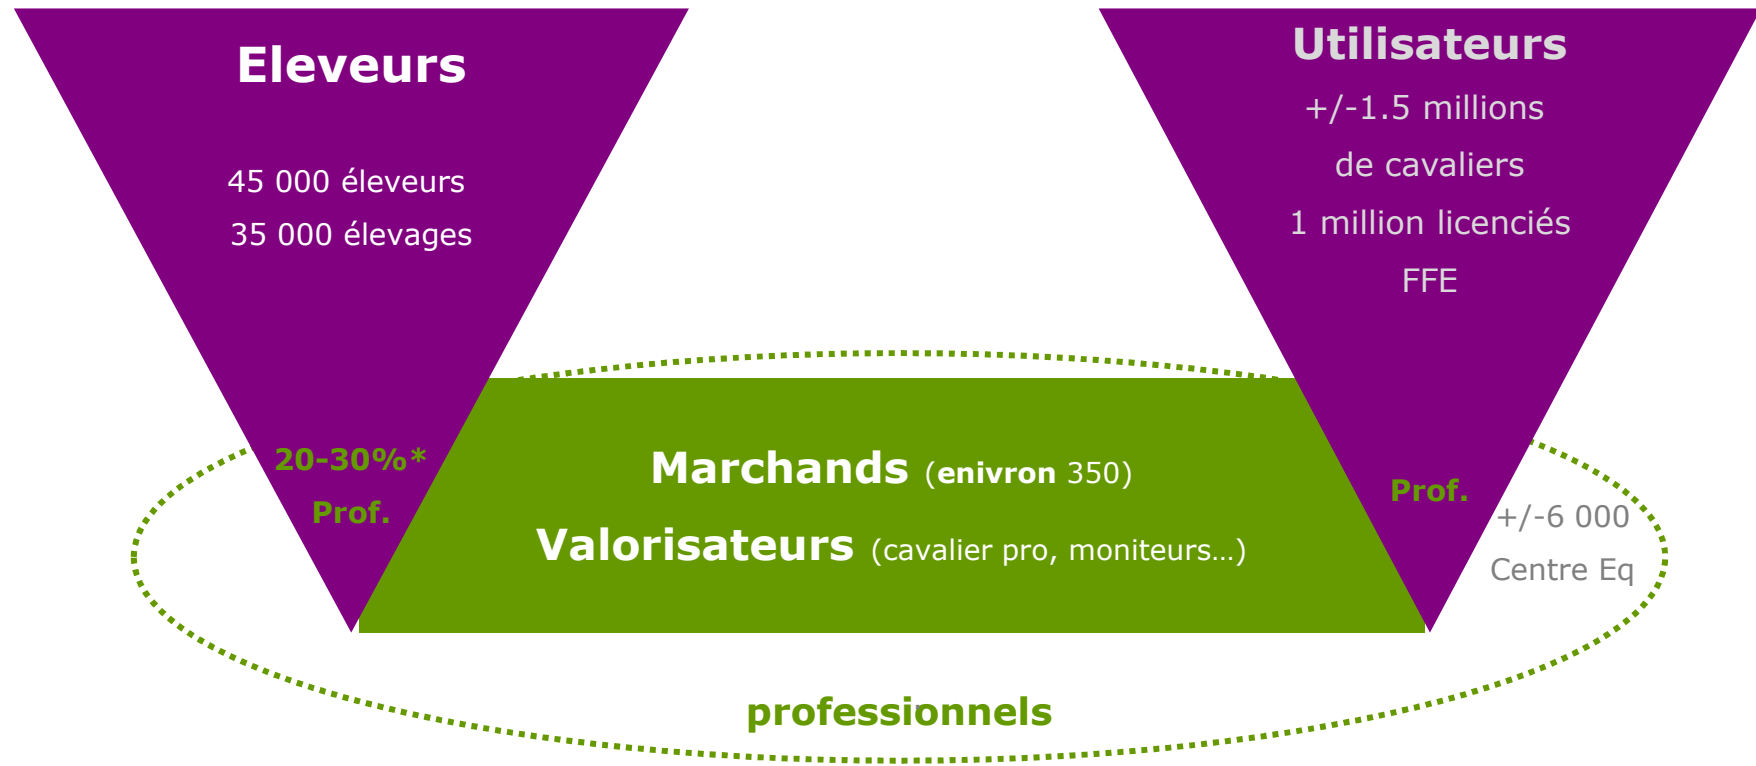 Eleveurs
45 000 éleveurs
35 000 élevages
20-30%*
Prof.
Utilisateurs
+/-1.5 millions
de cavaliers
1 million licenciés
FFE
Prof.
+/-6 000
Centre Eq
Marchands (enivron 350)
Valorisateurs (cavalier pro, moniteurs…)
professionnels